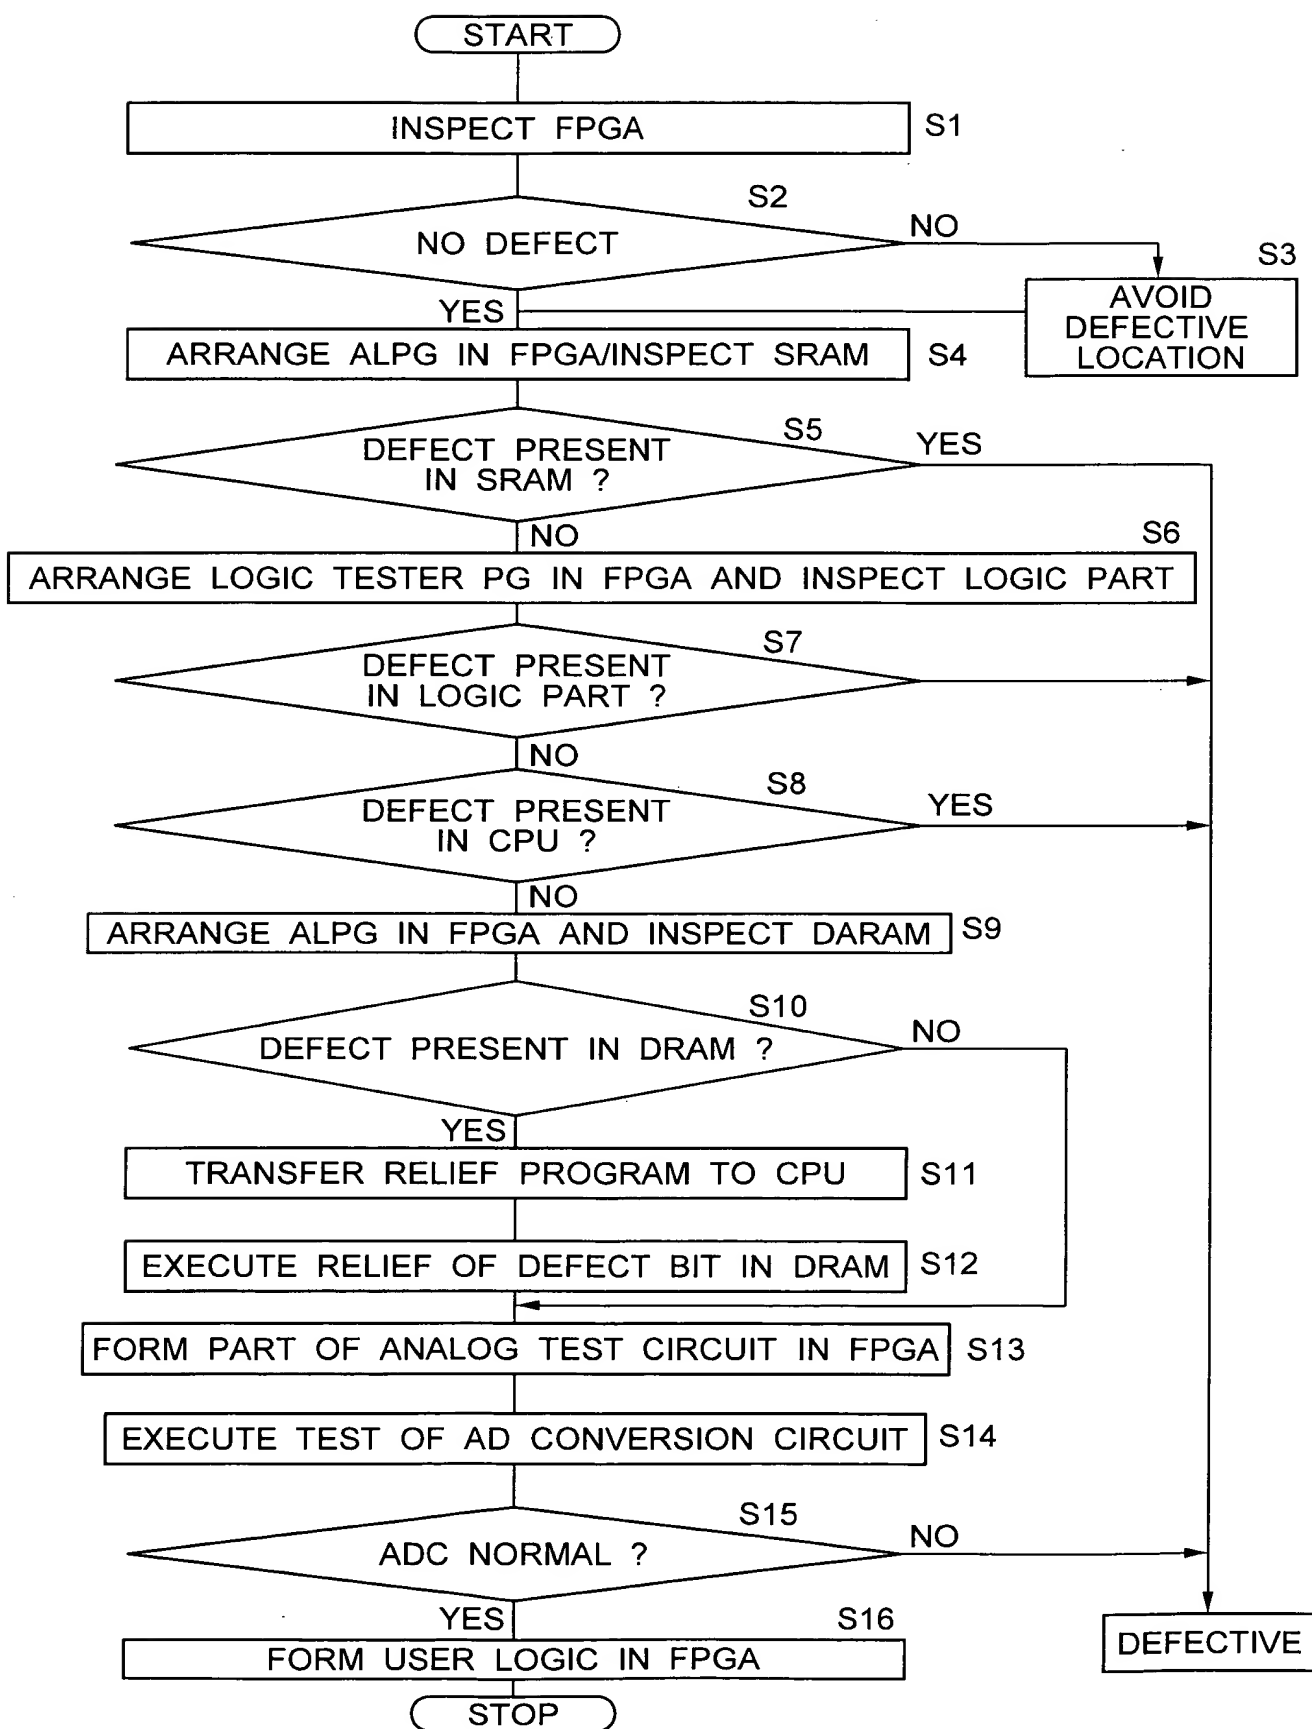 START
INSPECT FPGA
S1
S2
NO DEFECT
NO
S3
YES
AVOID
DEFECTIVE
LOCATION
ARRANGE ALPG IN FPGA/INSPECT SRAM
S4
S5
DEFECT PRESENT
IN SRAM ?
YES
NO
S6
ARRANGE LOGIC TESTER PG IN FPGA AND INSPECT LOGIC PART
S7
DEFECT PRESENT
IN LOGIC PART ?
NO
S8
DEFECT PRESENT
IN CPU ?
YES
NO
ARRANGE ALPG IN FPGA AND INSPECT DARAM
S9
S10
DEFECT PRESENT IN DRAM ?
NO
YES
TRANSFER RELIEF PROGRAM TO CPU
S11
EXECUTE RELIEF OF DEFECT BIT IN DRAM
S12
FORM PART OF ANALOG TEST CIRCUIT IN FPGA
S13
EXECUTE TEST OF AD CONVERSION CIRCUIT
S14
S15
ADC NORMAL ?
NO
YES
S16
FORM USER LOGIC IN FPGA
DEFECTIVE
STOP